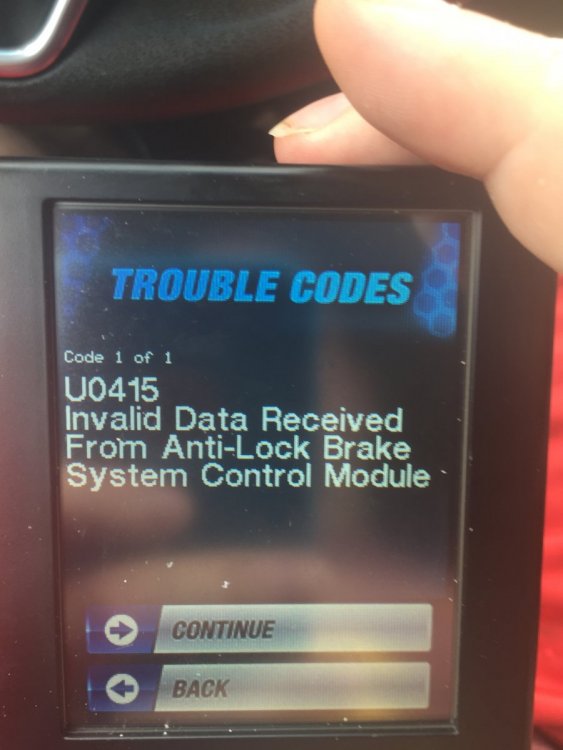 TROUBLE CODES
Code 1 of 1
U0415
Invalid Data Received
From Anti-Lock Brake
System Control Module
CONTINUE
BACK